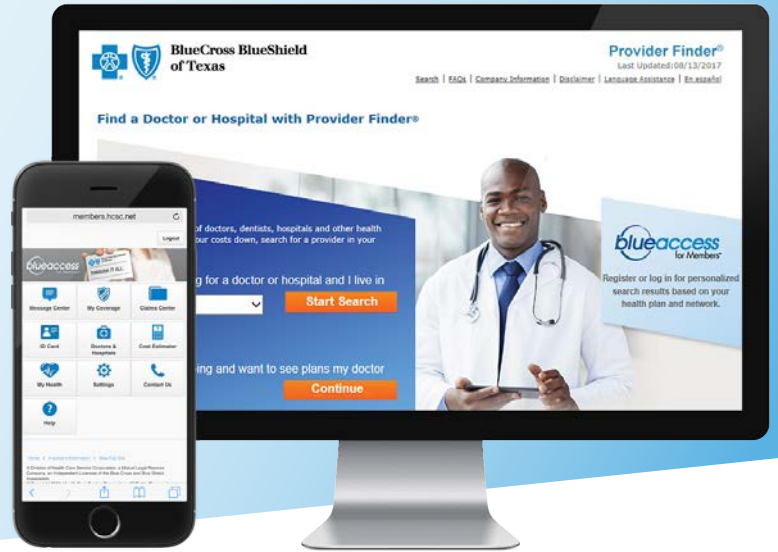 BlueCross BlueShield
of Texas
Provider Finder®
Last Updated:08/13/2017
Search | FAQs | Company Information | Disclaimer | Language Assistance | En español
Find a Doctor or Hospital with Provider Finder®
of doctors, dentists, hospitals and other health
our costs down, search for a provider in your
g for a doctor or hospital and I live in
Start Search
ing and want to see plans my doctor
Continue
blueaccess
for Members℠
Register or log in for personalized
search results based on your
health plan and network.
members.hcsc.net
Logout
blueaccess
Message Center
My Coverage
Claims Center
ID Card
Doctors &
Hospitals
Cost Estimator
My Health
Settings
Contact Us
Help